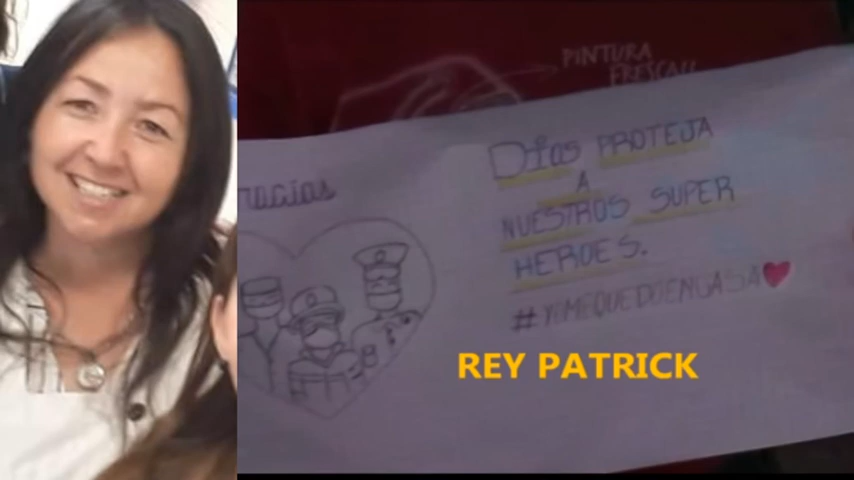 PINTURA
FRESCA
Dios PROTEJA
A
NUESTROS SUPER
HEROES.
#YOMEQUEDOENCASA
racias
REY PATRICK